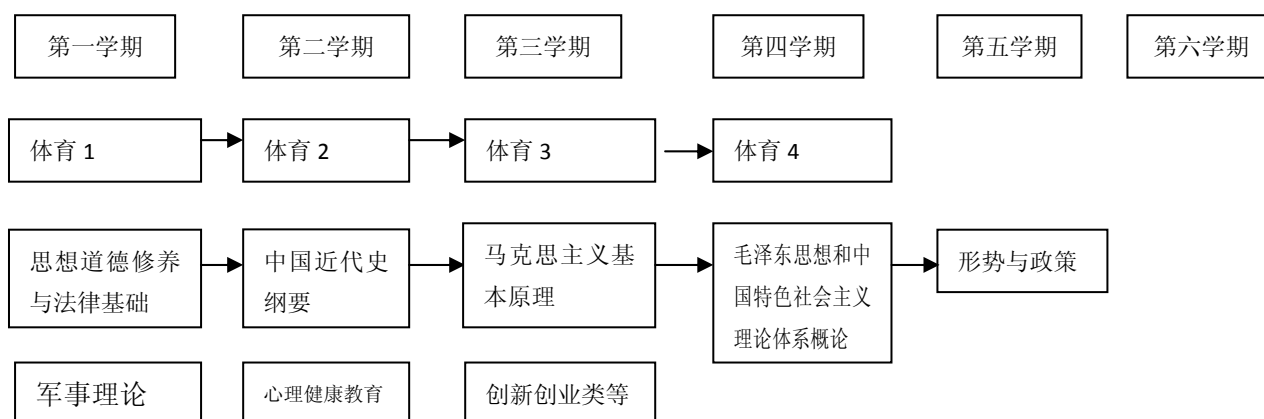 第一学期 第二学期 第三学期 第四学期 第五学期 第六学期
体育 1 体育 2 体育 3 体育 4
思想道德修养
与法律基础
中国近代史
纲要
马克思主义基
本原理
毛泽东思想和中
国特色社会主义
理论体系概论
形势与政策
军事理论 心理健康教育 创新创业类等